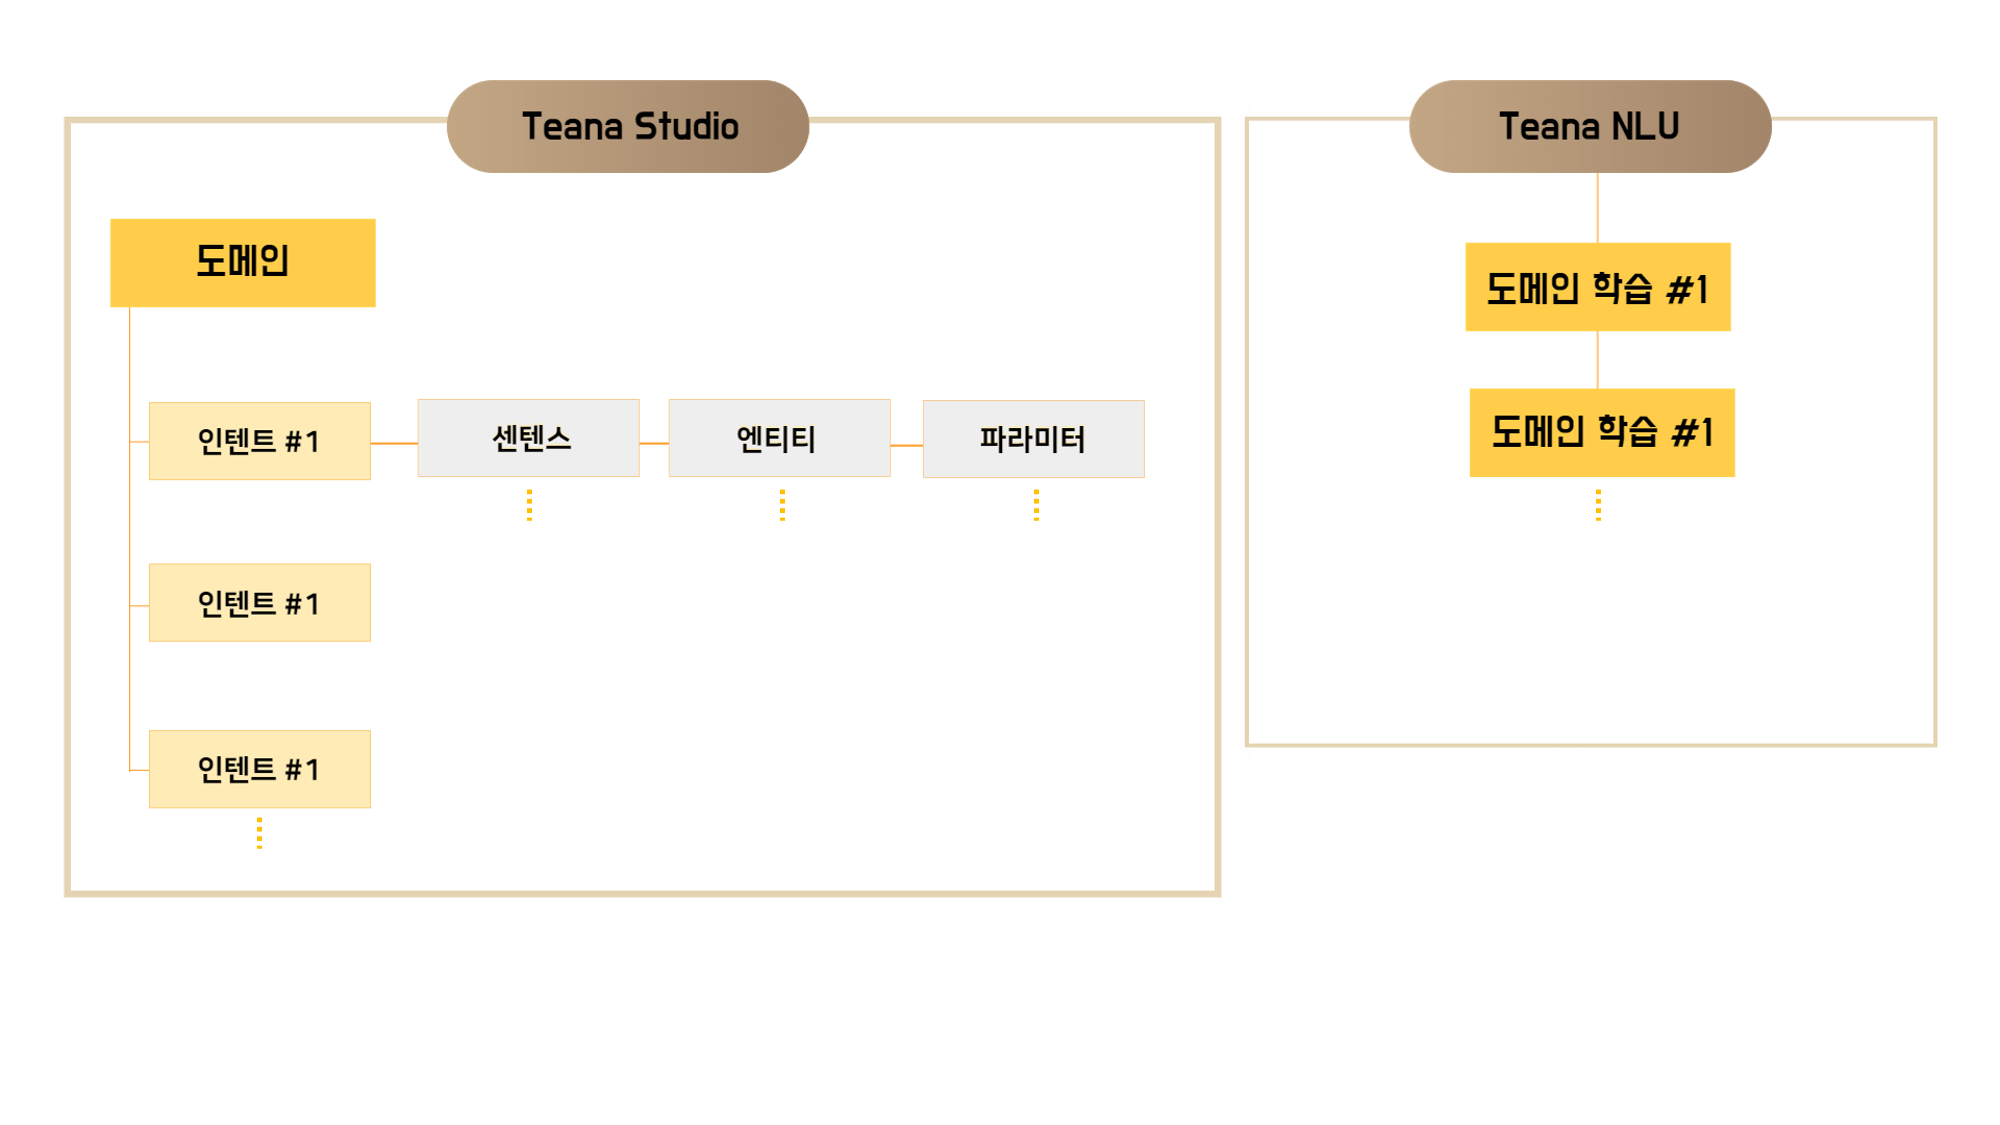 Teana Studio
도메인
인텐트 #1
센텐스
엔티티
파라미터
인텐트 #1
인텐트 #1
Teana NLU
도메인 학습 #1
도메인 학습 #1